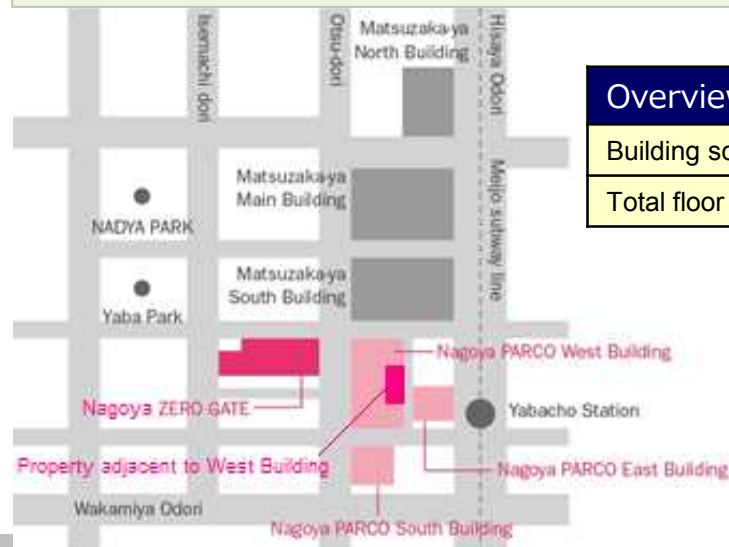 Isemachi dori
Otsu-dori
Matsuzaka-ya
North Building
Hisaya Odori
Overview
Building
Total floor
Matsuzaka-ya
Main Building
Meijo subway line
NADYA PARK
Matsuzaka-ya
South Building
Yaba Park
Nagoya PARCO West Building
Nagoya ZERO GATE
Yabacho Station
Property adjacent to West Building
Nagoya PARCO East Building
Wakamiya Odori
Nagoya PARCO South Building